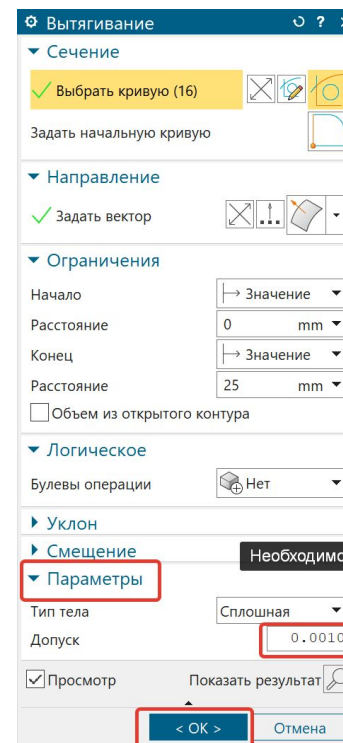 Вытягивание
Сечение
Выбрать кривую (16)
Задать начальную кривую
Направление
Задать вектор
Ограничения
Начало Значение
Расстояние 0 mm
Конец Значение
Расстояние 25 mm
Объем из открытого контура
Логическое
Булевы операции Нет
Уклон
Смещение
Необходимо
Параметры
Тип тела Сплошная
Допуск 0.0010
Просмотр Показать результат
< OK > Отмена